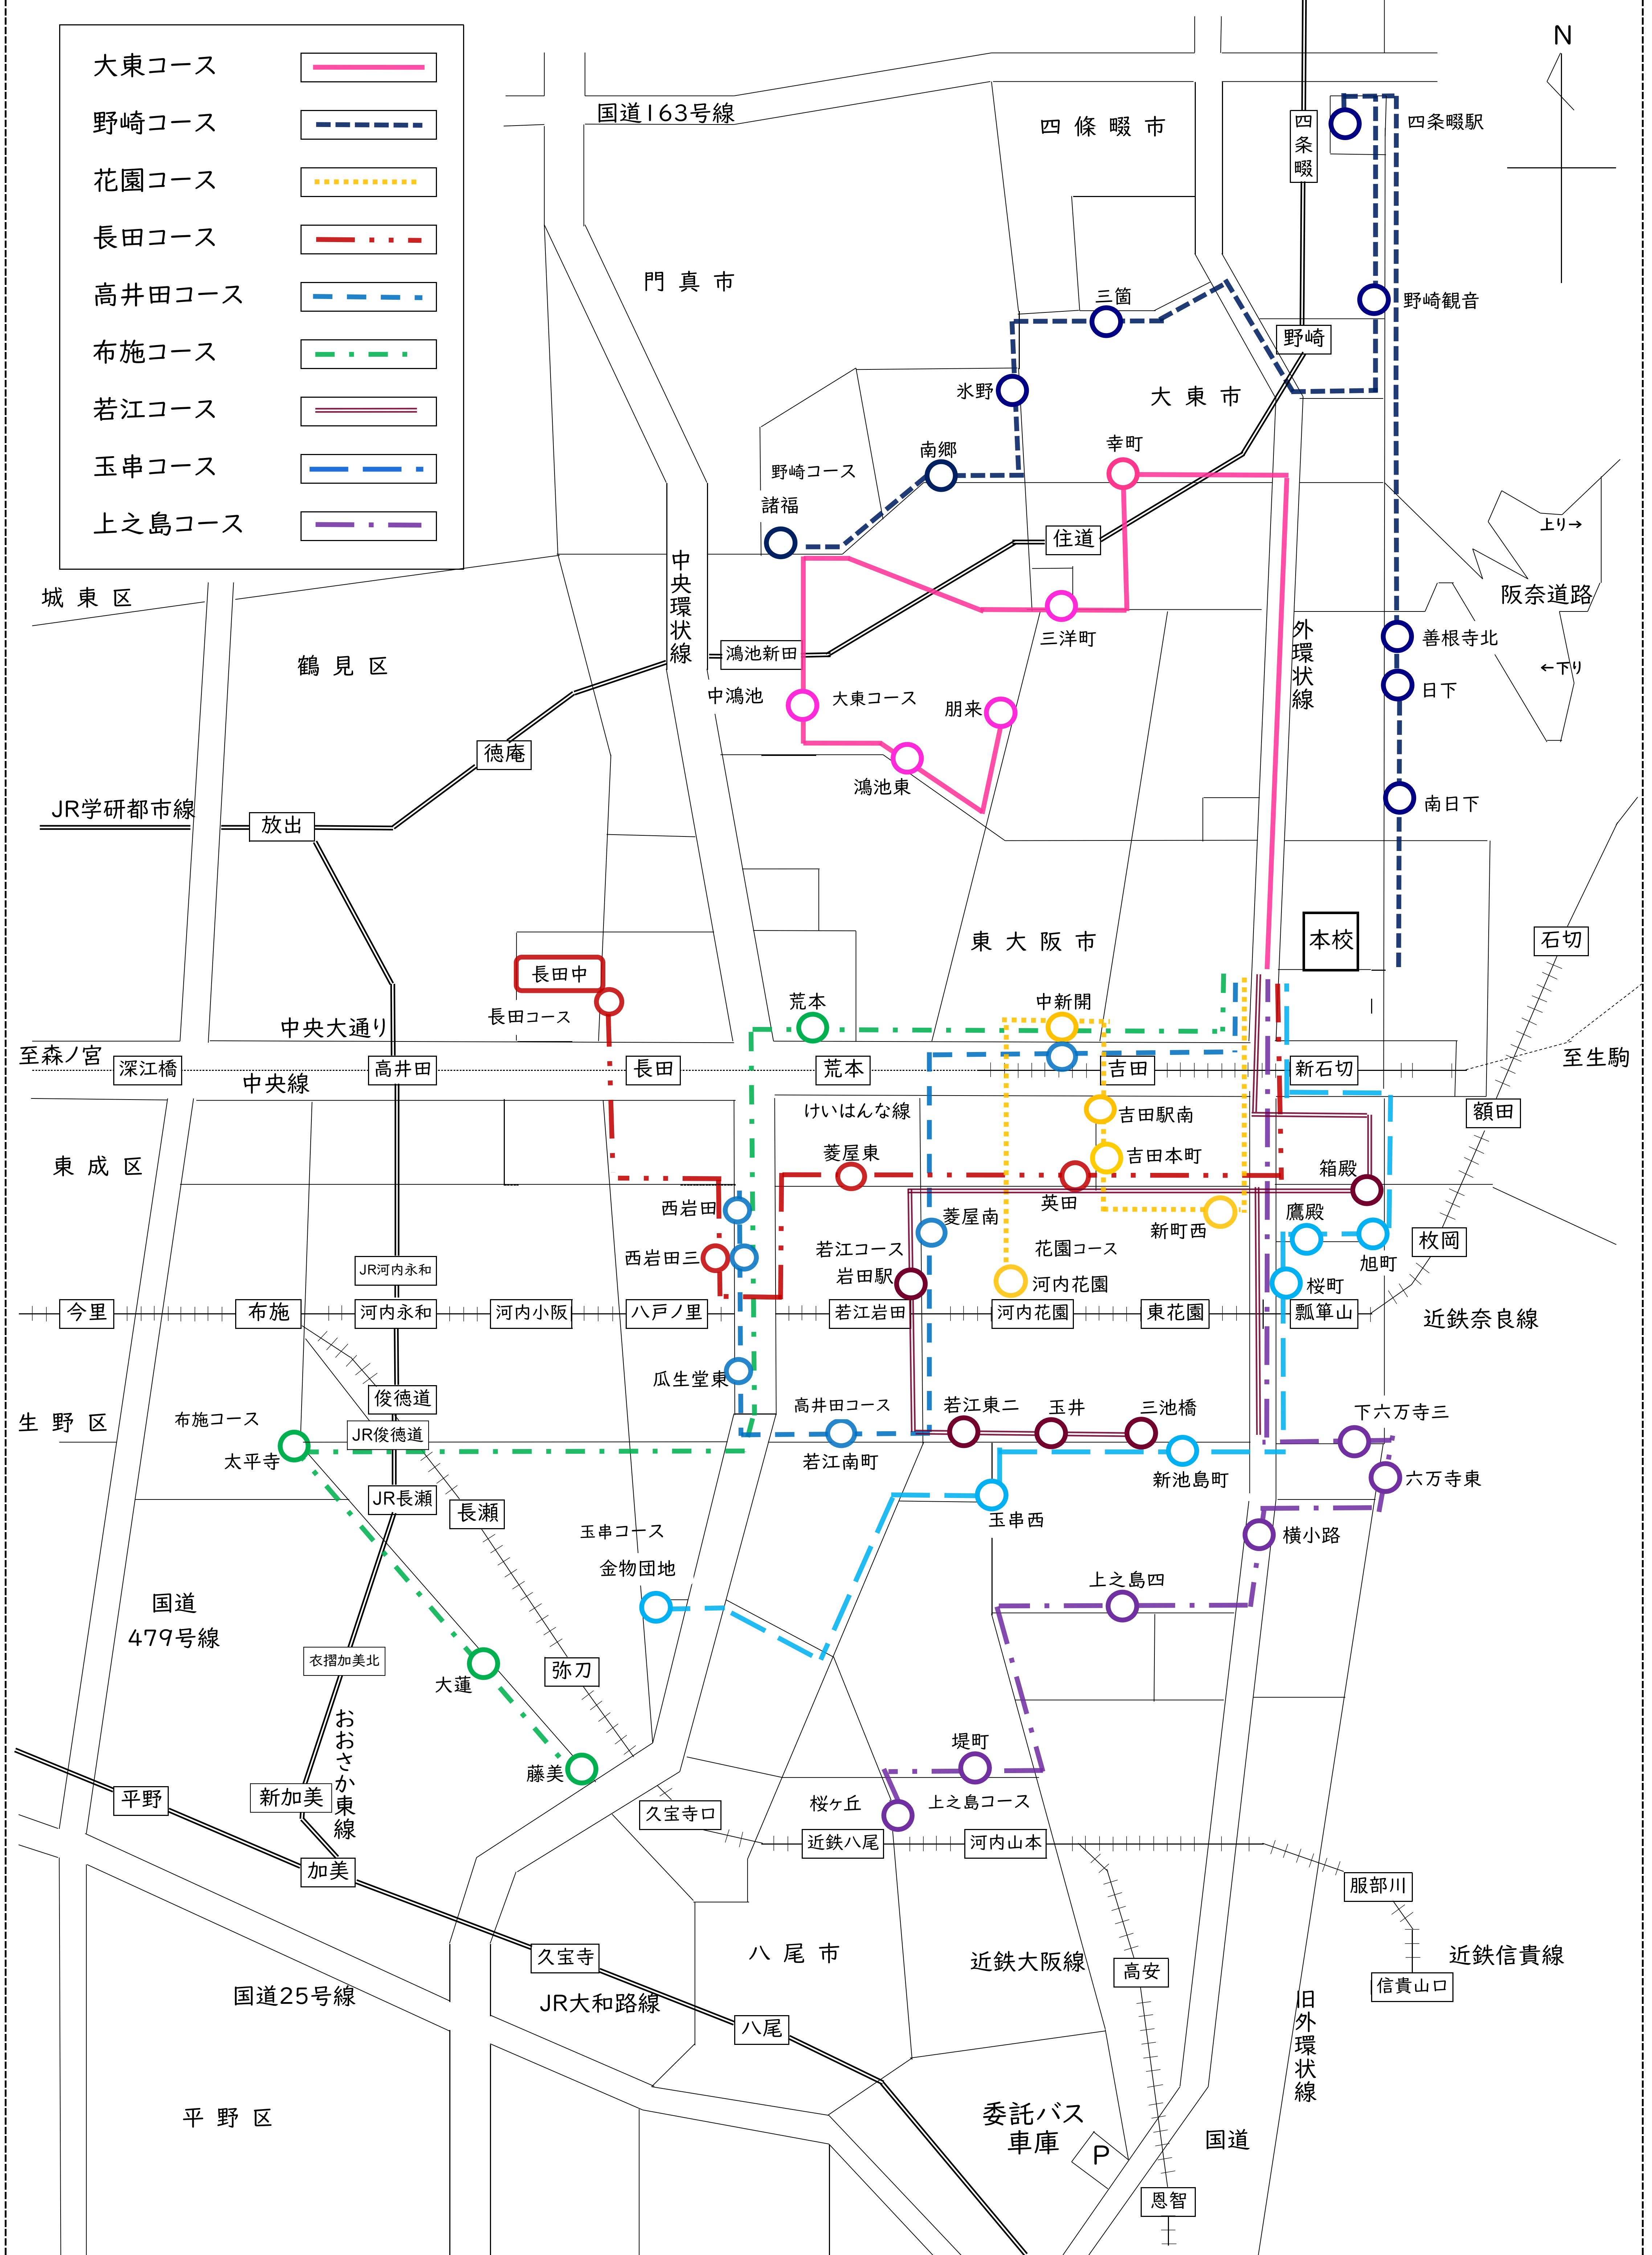 大東コース
野崎コース
花園コース
長田コース
高井田コース
布施コース
若江コース
玉串コース
上之島コース
N
国道163号線
四條畷市
四条畷
四条畷駅
門真市
三箇
野崎観音
野崎
氷野
大東市
南郷
幸町
野崎コース
諸福
住道
上り→
中央環状線
城東区
阪奈道路
三洋町
外環状線
善根寺北
鶴見区
鴻池新田
←下り
中鴻池
大東コース
朋来
日下
徳庵
鴻池東
南日下
JR学研都市線
放出
東大阪市
本校
石切
長田中
長田コース
荒本
中新開
中央大通り
至森ノ宮
深江橋
高井田
長田
荒本
吉田
新石切
至生駒
中央線
けいはんな線
吉田駅南
額田
東成区
菱屋東
吉田本町
箱殿
西岩田
英田
菱屋南
新町西
鷹殿
枚岡
西岩田三
若江コース
花園コース
旭町
JR河内永和
岩田駅
河内花園
桜町
今里
布施
河内永和
河内小阪
八戸ノ里
若江岩田
河内花園
東花園
瓢箪山
近鉄奈良線
瓜生堂東
俊徳道
生野区
布施コース
高井田コース
若江東二
玉井
三池橋
下六万寺三
JR俊徳道
太平寺
若江南町
新池島町
六万寺東
JR長瀬
長瀬
玉串西
玉串コース
横小路
金物団地
上之島四
国道
479号線
衣摺加美北
弥刀
大蓮
おおさか東線
堤町
藤美
新加美
平野
久宝寺口
桜ヶ丘
上之島コース
近鉄八尾
河内山本
加美
服部川
八尾市
久宝寺
近鉄大阪線
高安
近鉄信貴線
信貴山口
国道25号線
JR大和路線
八尾
旧外環状線
平野区
委託バス
車庫
P
国道
恩智